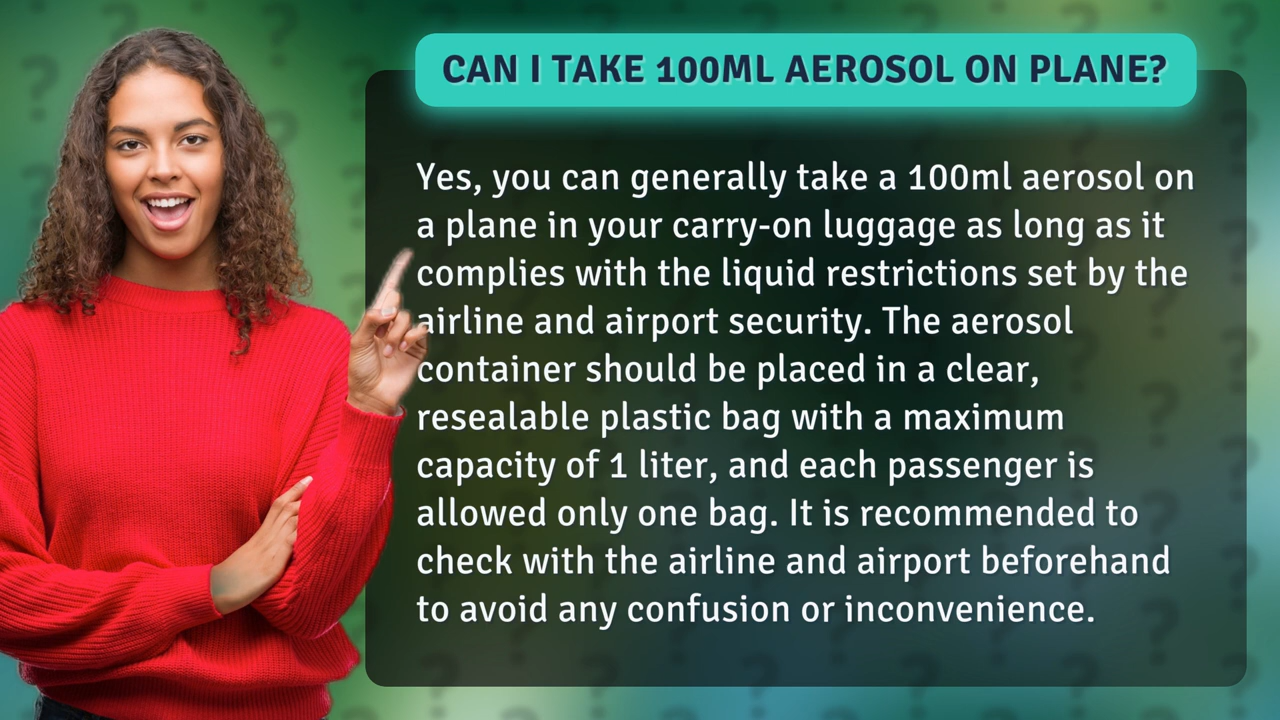 CAN I TAKE 100ML AEROSOL ON PLANE?
Yes, you can generally take a 100ml aerosol on
a plane in your carry-on luggage as long as it
complies with the liquid restrictions set by the
airline and airport security. The aerosol
container should be placed in a clear,
resealable plastic bag with a maximum
capacity of 1 liter, and each passenger is
allowed only one bag. It is recommended to
check with the airline and airport beforehand
to avoid any confusion or inconvenience.